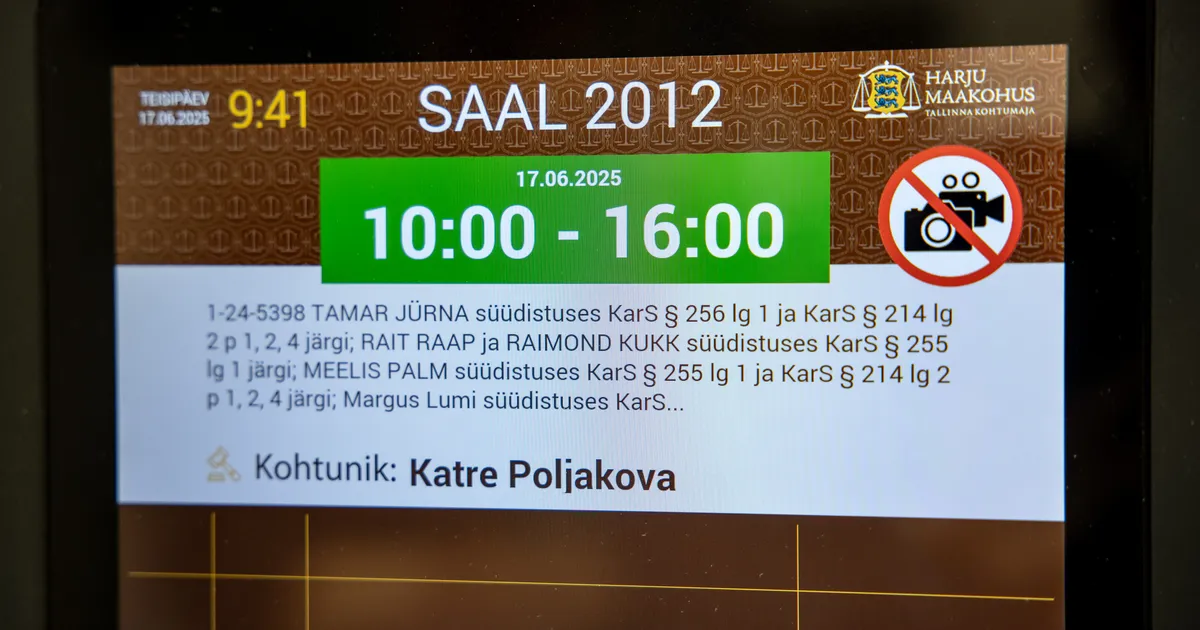 TEISIPÄEV
17.06.2025
9:41
SAAL 2012
HARJU
MAAKOHUS
TALLINNA KOHTUMAJA
17.06.2025
10:00 - 16:00
1-24-5398 TAMAR JÜRNA süüdistuses KarS § 256 lg 1 ja KarS § 214 lg
2 p 1, 2, 4 järgi; RAIT RAAP ja RAIMOND KUKK süüdistuses KarS § 255
lg 1 järgi; MEELIS PALM süüdistuses KarS § 255 lg 1 ja KarS § 214 lg 2
p 1, 2, 4 järgi; Margus Lumi süüdistuses KarS...
Kohtunik: Katre Poljakova